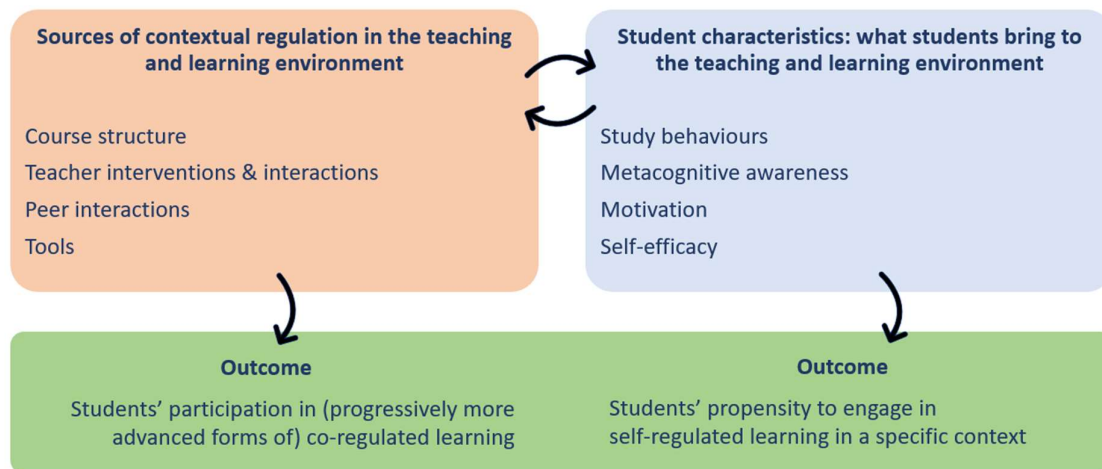 Sources of contextual regulation in the teaching
and learning environment
Course structure
Teacher interventions & interactions
Peer interactions
Tools
Student characteristics: what students bring to
the teaching and learning environment
Study behaviours
Metacognitive awareness
Motivation
Self-efficacy
Outcome
Students’ participation in (progressively more
advanced forms of) co-regulated learning
Outcome
Students’ propensity to engage in
self-regulated learning in a specific context